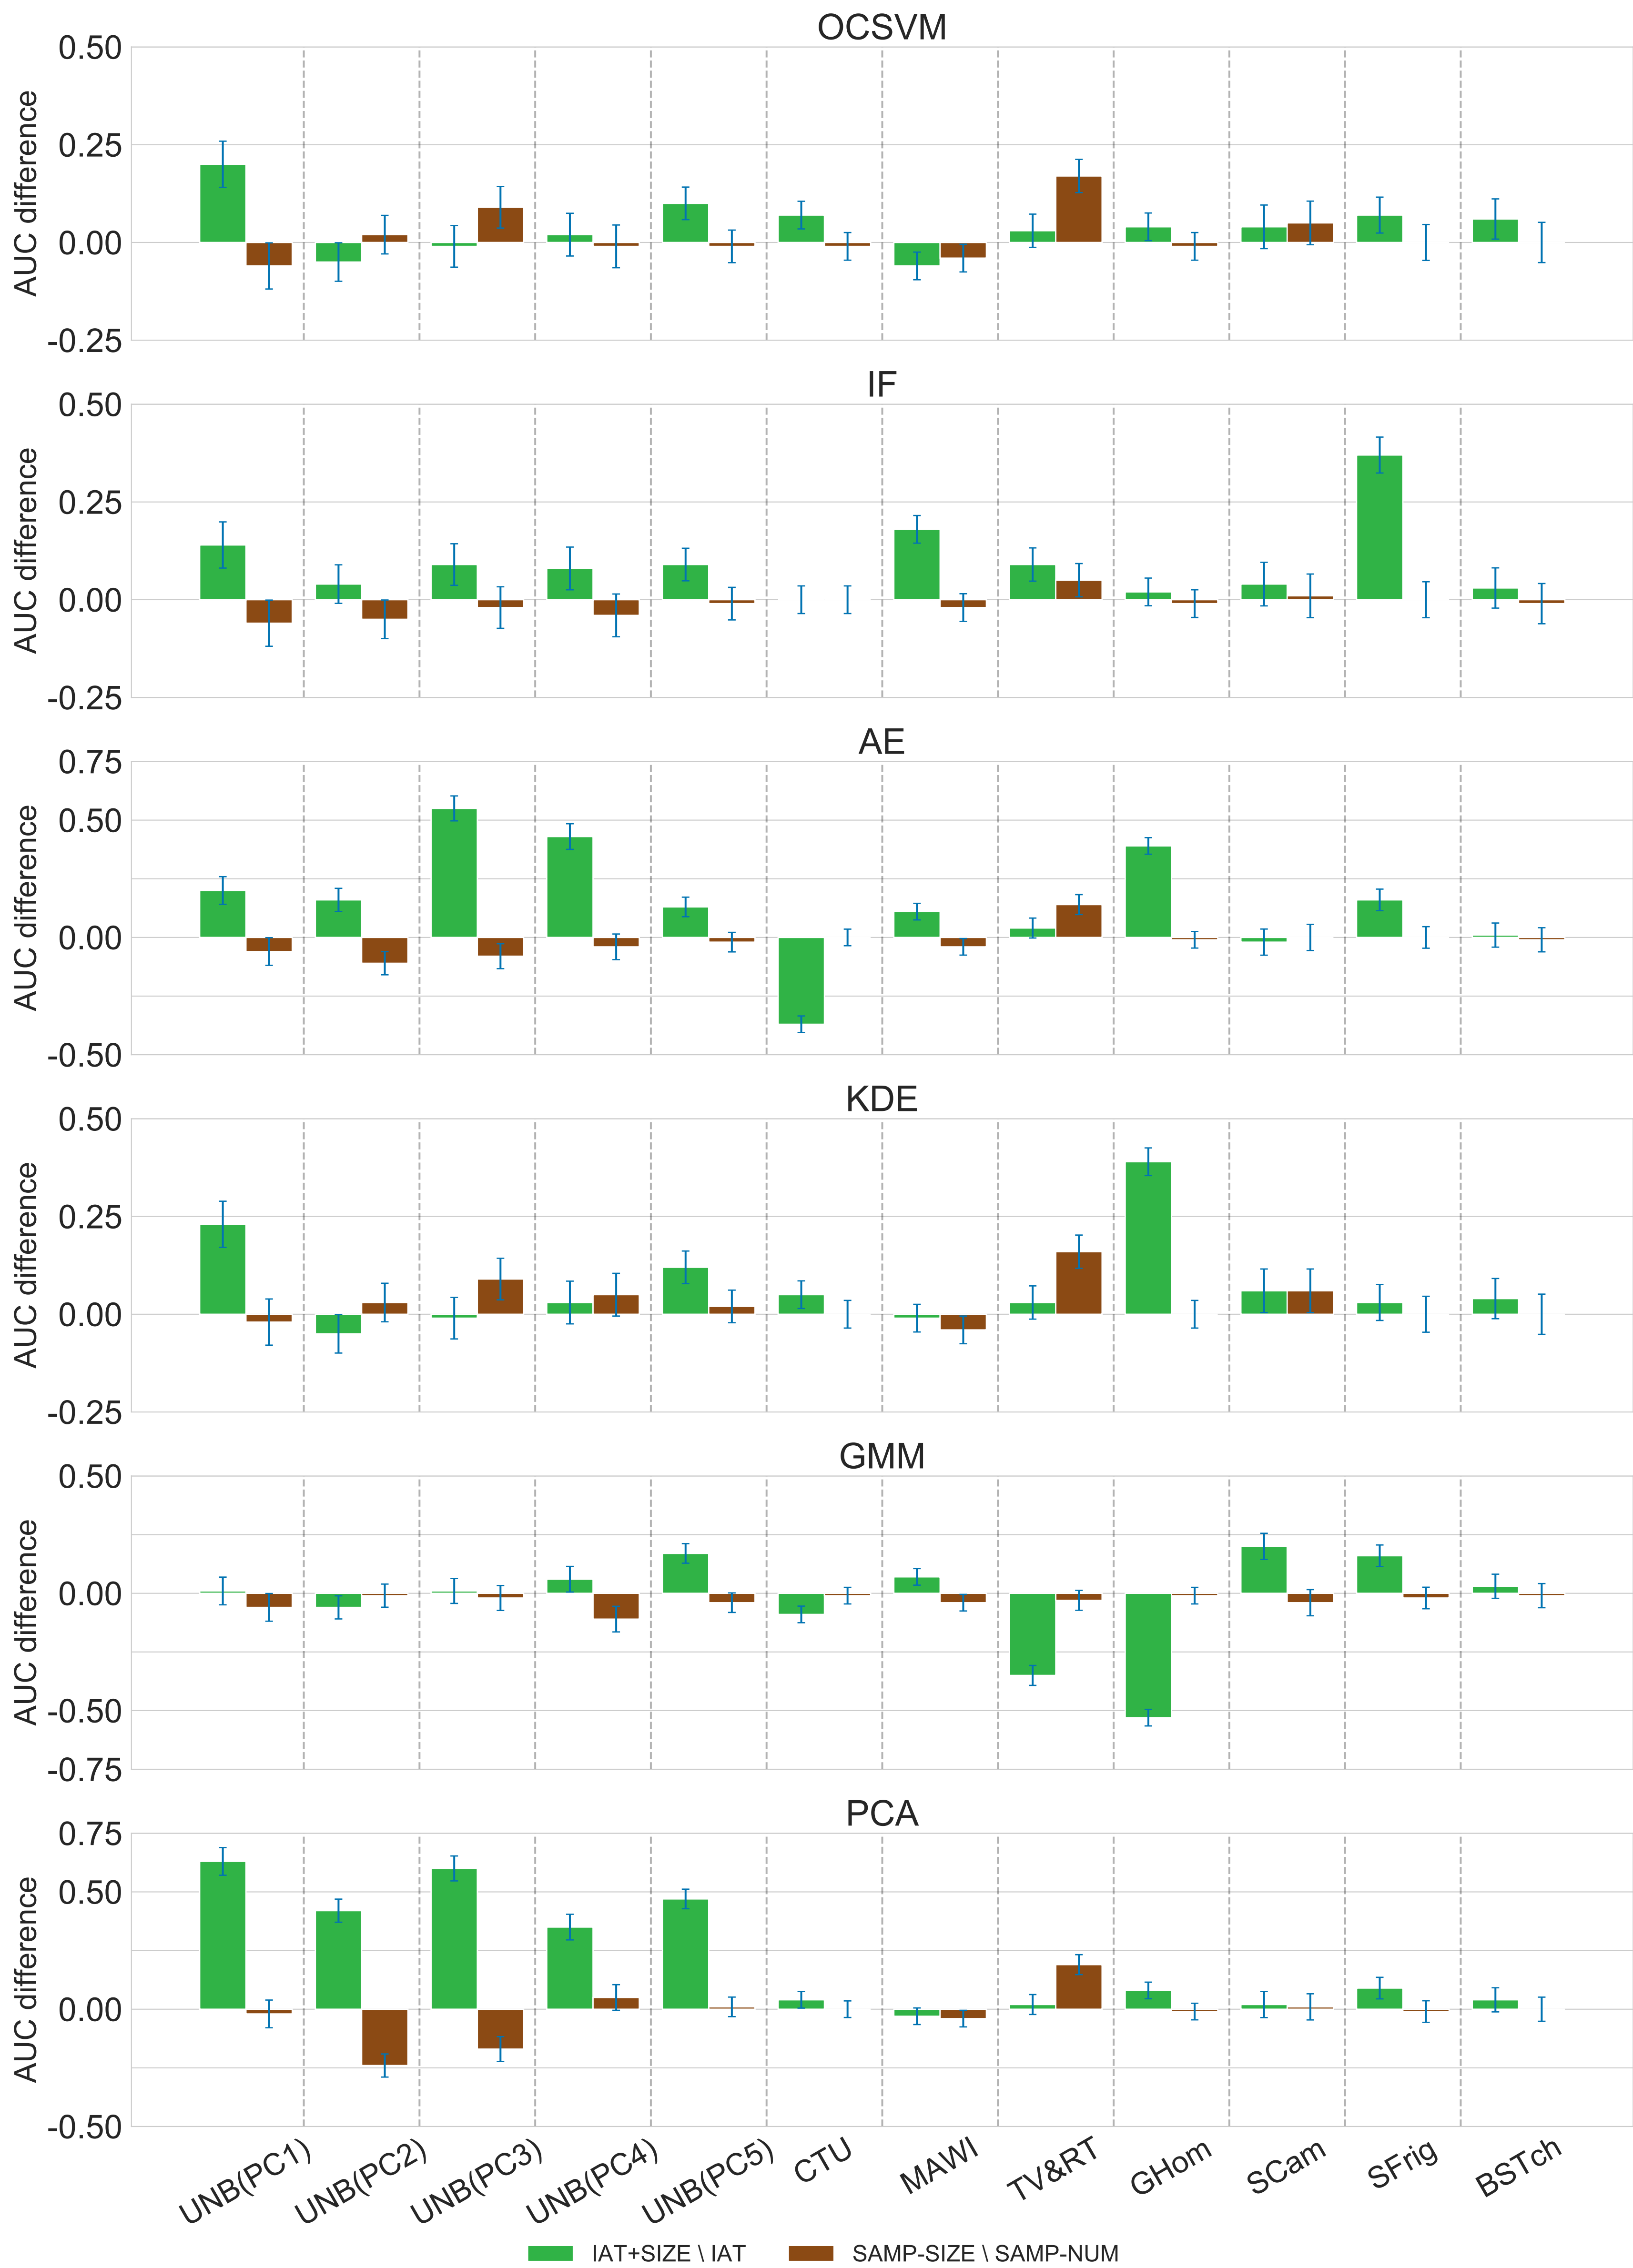 OCSVM
0.50
0.25
0.00
-0.25
AUC difference
IF
0.50
0.25
0.00
-0.25
AUC difference
AE
0.75
0.50
0.00
-0.50
AUC difference
KDE
0.50
0.25
0.00
-0.25
AUC difference
GMM
0.50
0.00
-0.50
-0.75
AUC difference
PCA
0.75
0.50
0.00
-0.50
AUC difference
UNB(PC1) UNB(PC2) UNB(PC3) UNB(PC4) UNB(PC5) CTU MAWI TV&RT GHom SCam SFrig BSTch
IAT+SIZE \ IAT SAMP-SIZE \ SAMP-NUM